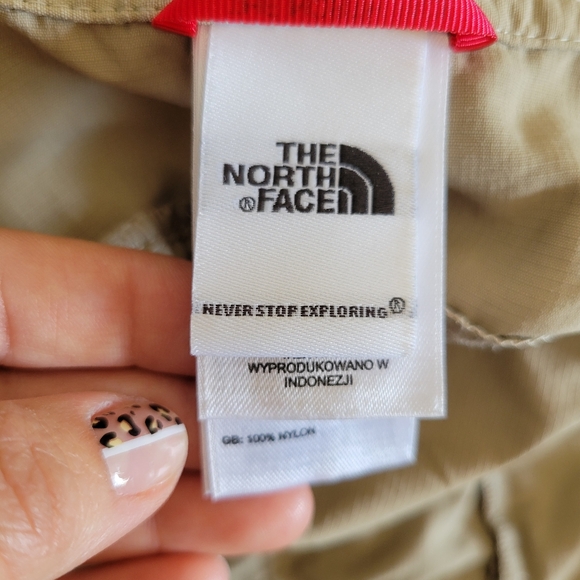 THE
NORTH
®FACE
NEVER STOP EXPLORING®
WYPRODUKOWANO W
INDONEZJI
GB: 100% NYLON